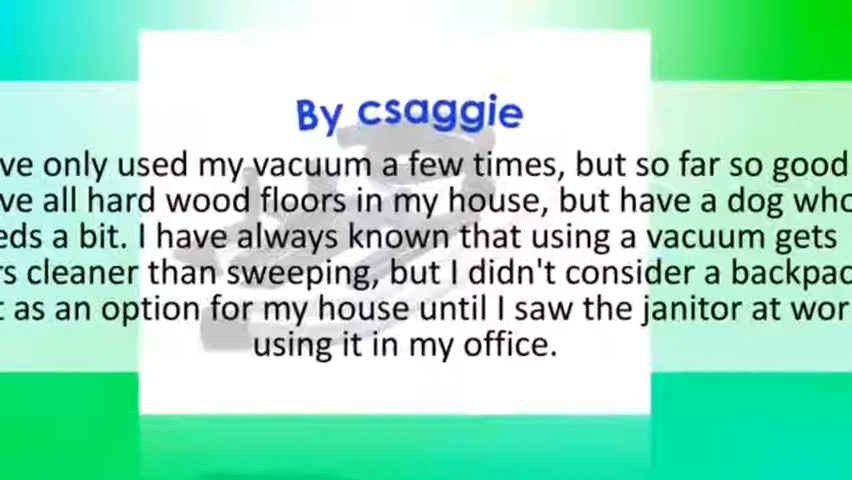 By csaggie
ve only used my vacuum a few times, but so far so good
ve all hard wood floors in my house, but have a dog who
eds a bit. I have always known that using a vacuum gets
rs cleaner than sweeping, but I didn't consider a backpac
t as an option for my house until I saw the janitor at wor
using it in my office.